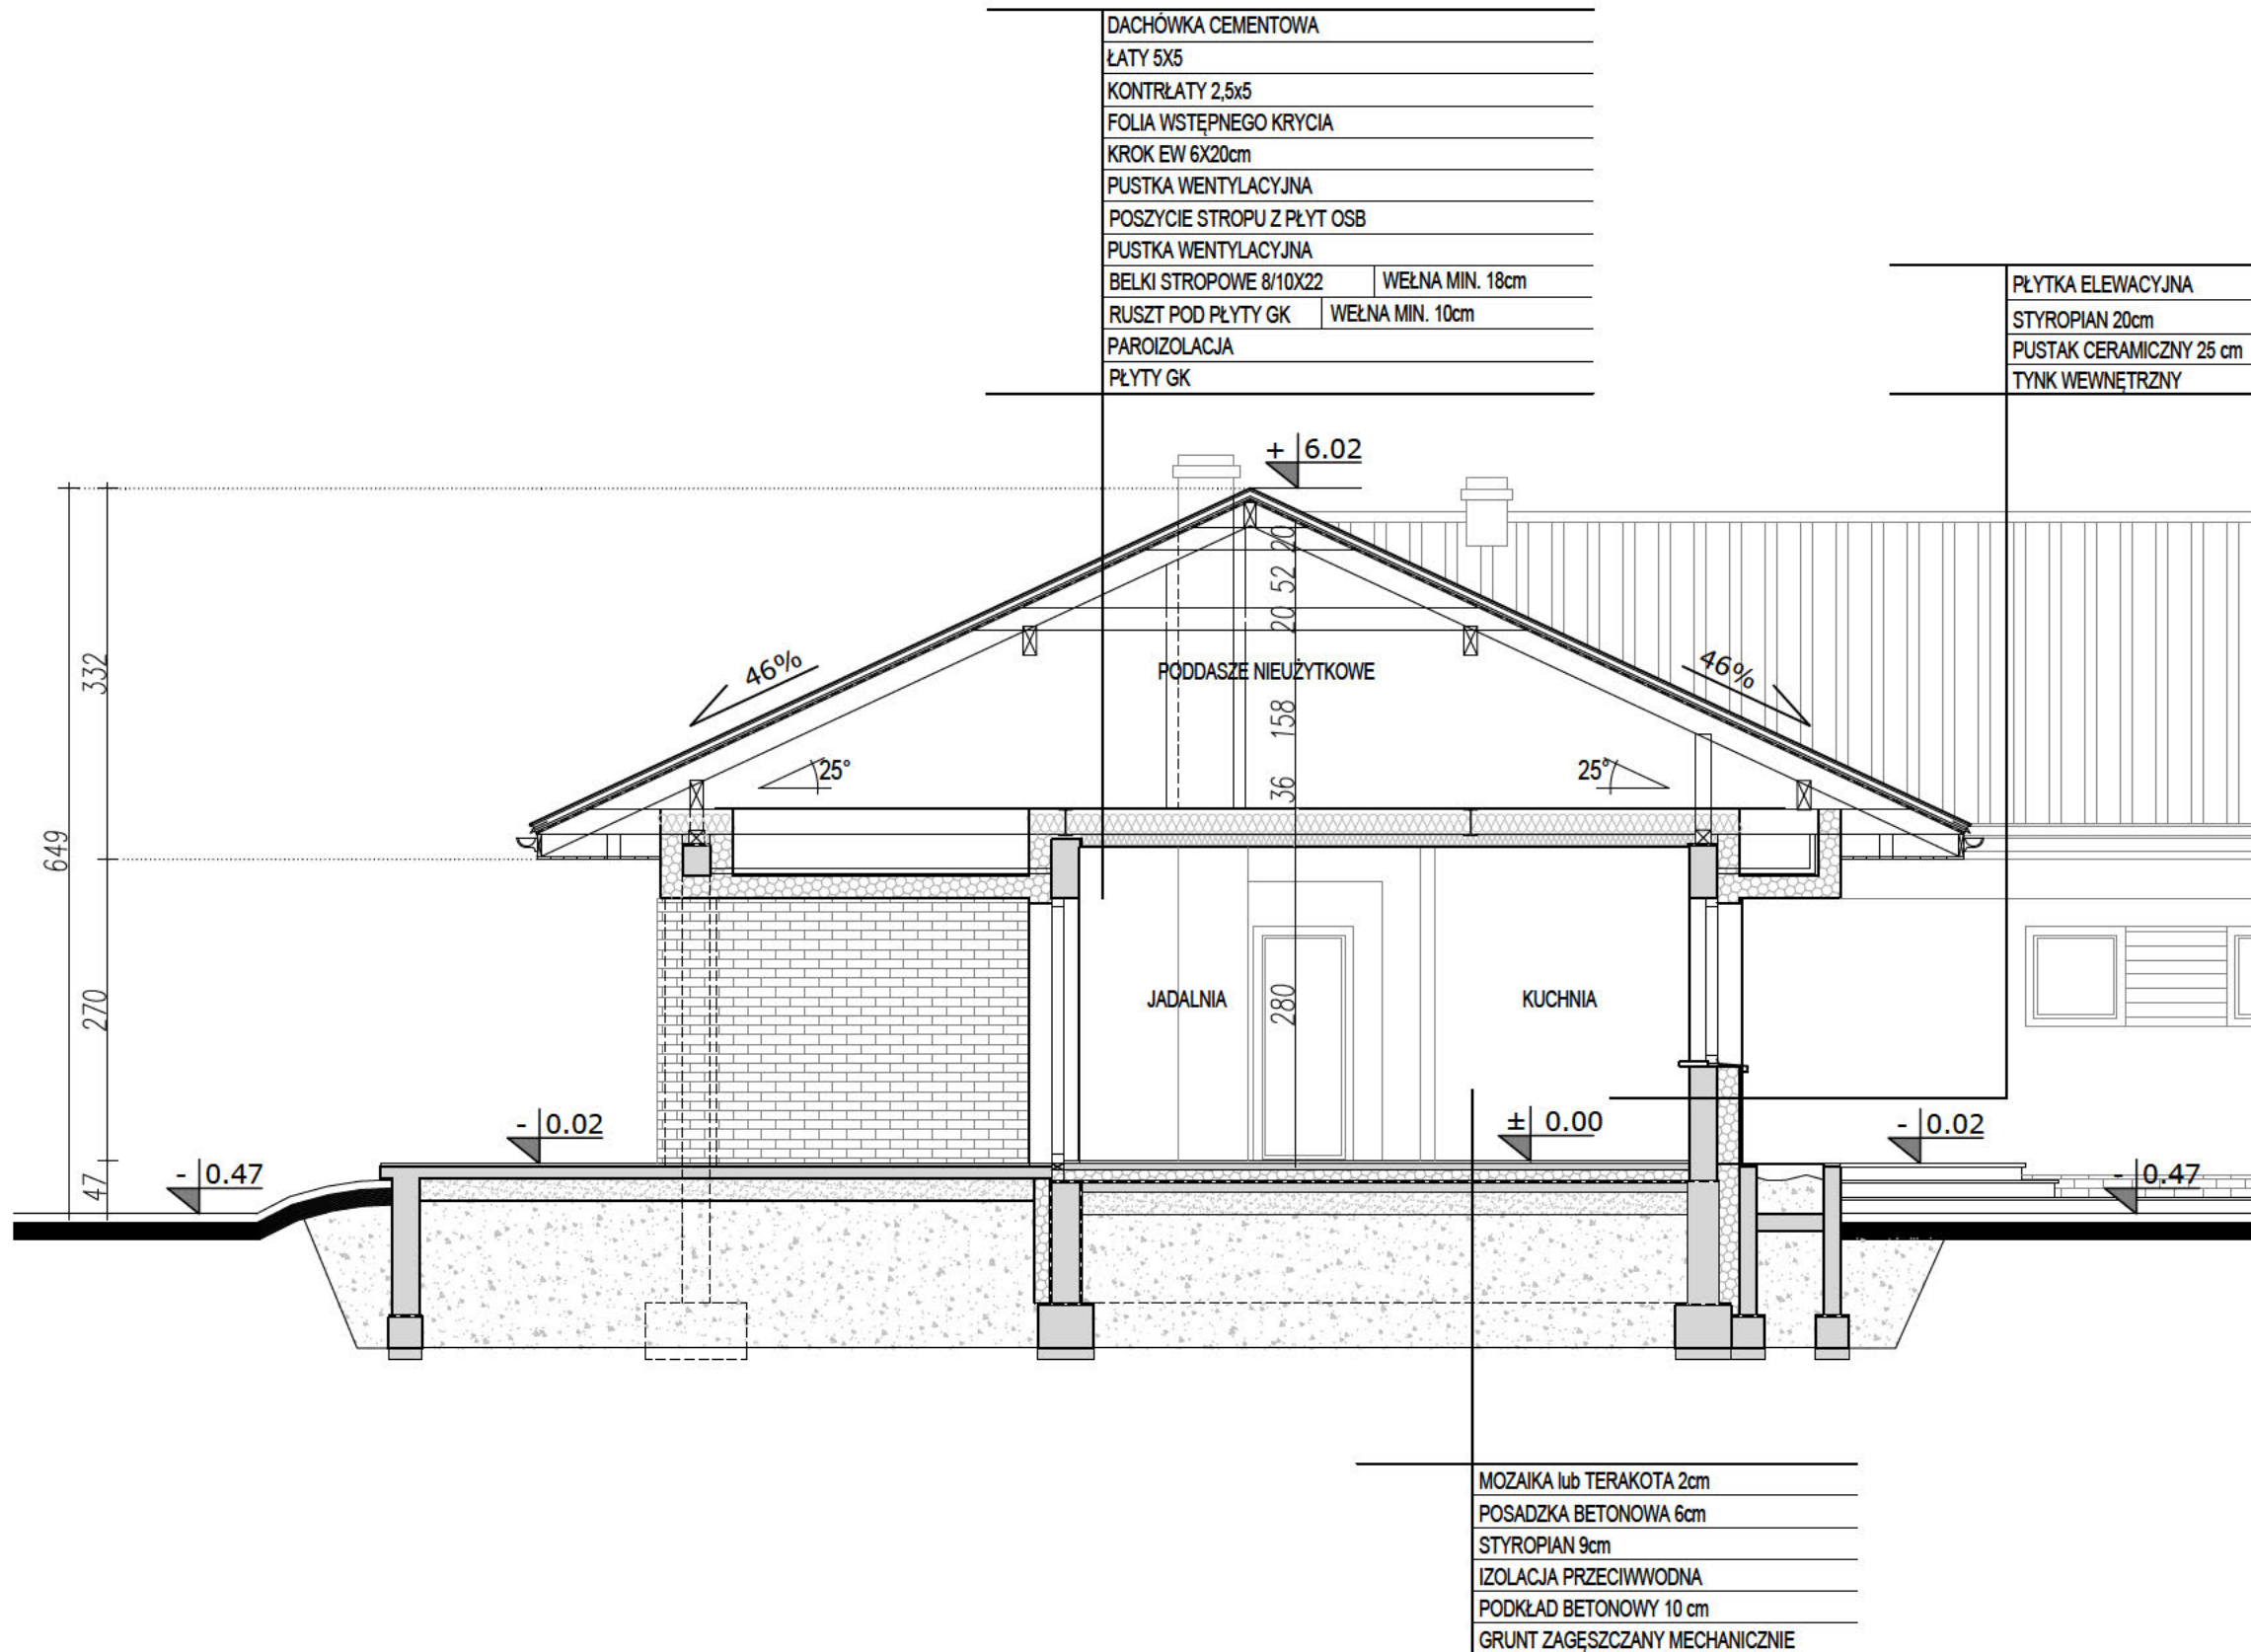 DACHÓWKA CEMENTOWA
ŁATY 5X5
KONTRŁATY 2,5x5
FOLIA WSTĘPNEGO KRYCIA
KROK EW 6X20cm
PUSTKA WENTYLACYJNA
POSZYCIE STROPU Z PŁYT OSB
PUSTKA WENTYLACYJNA
BELKI STROPOWE 8/10X22 WEŁNA MIN. 18cm
RUSZT POD PŁYTY GK WEŁNA MIN. 10cm
PAROIZOLACJA
PŁYTY GK
PŁYTKA ELEWACYJNA
STYROPIAN 20cm
PUSTAK CERAMICZNY 25 cm
TYNK WEWNĘTRZNY
+ 6.02
20
52
20
332
46%
46%
PODDASZE NIEUŻYTKOWE
158
25°
36
25°
649
270
JADALNIA
280
KUCHNIA
- 0.02
± 0.00
- 0.02
47
- 0.47
- 0.47
MOZAIKA lub TERAKOTA 2cm
POSADZKA BETONOWA 6cm
STYROPIAN 9cm
IZOLACJA PRZECIWWODNA
PODKŁAD BETONOWY 10 cm
GRUNT ZAGĘSZCZANY MECHANICZNIE